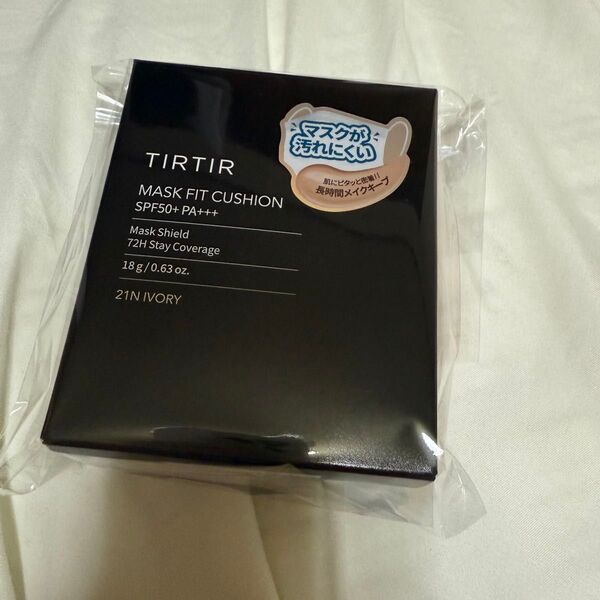 マスクが
汚れにくい
肌にピタッと密着!!
長時間メイクキープ
TIRTIR
MASK FIT CUSHION
SPF50+ PA+++
Mask Shield
72H Stay Coverage
18 g / 0.63 oz.
21N IVORY